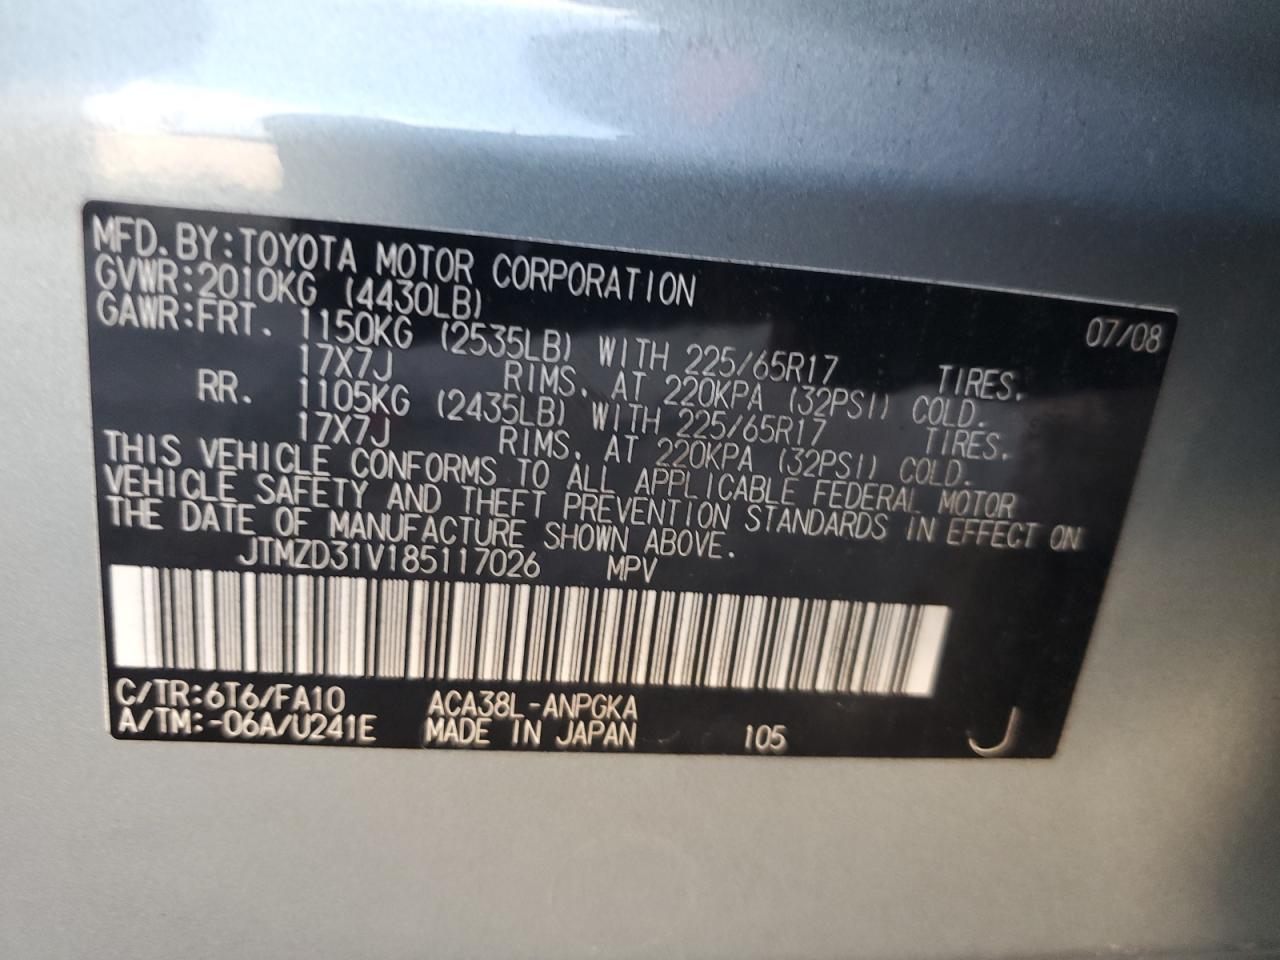 MFD. BY: TOYOTA MOTOR CORPORATION 07/08
GVWR: 2010KG (4430LB)
GAWR: FRT. 1150KG (2535LB) WITH 225/65R17 TIRES,
17X7J RIMS, AT 220KPA (32PSI) COLD.
RR. 1105KG (2435LB) WITH 225/65R17 TIRES,
17X7J RIMS, AT 220KPA (32PSI) COLD.
THIS VEHICLE CONFORMS TO ALL APPLICABLE FEDERAL MOTOR
VEHICLE SAFETY AND THEFT PREVENTION STANDARDS IN EFFECT ON
THE DATE OF MANUFACTURE SHOWN ABOVE.
JTMZD31V185117026 MPV
C/TR: 6T6/FA10 ACA38L-ANPGKA
A/TM: -06A/U241E MADE IN JAPAN 105 J